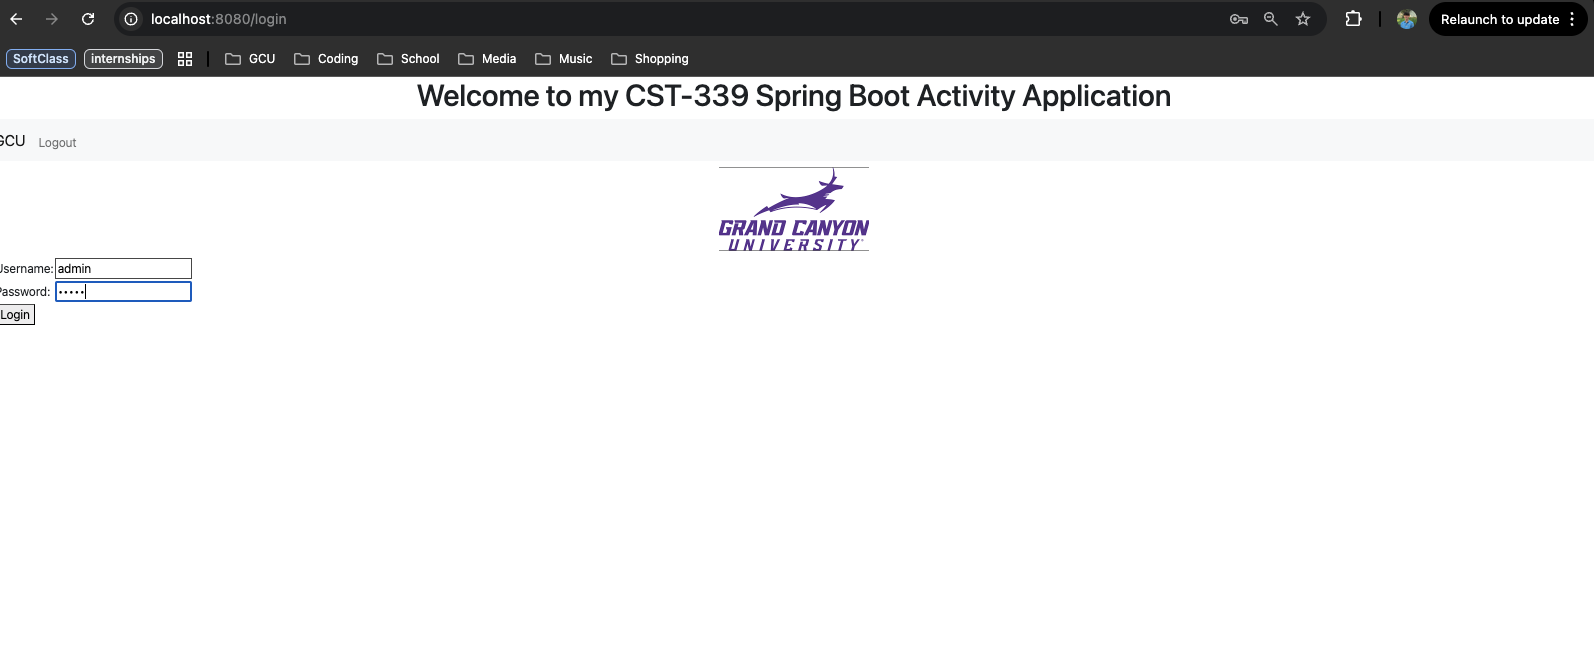 localhost:8080/login
Relaunch to update
SoftClass internships GCU Coding School Media Music Shopping
Welcome to my CST-339 Spring Boot Activity Application
GCU Logout
GRAND CANYON
UNIVERSITY
Username: admin
Password: •••••
Login